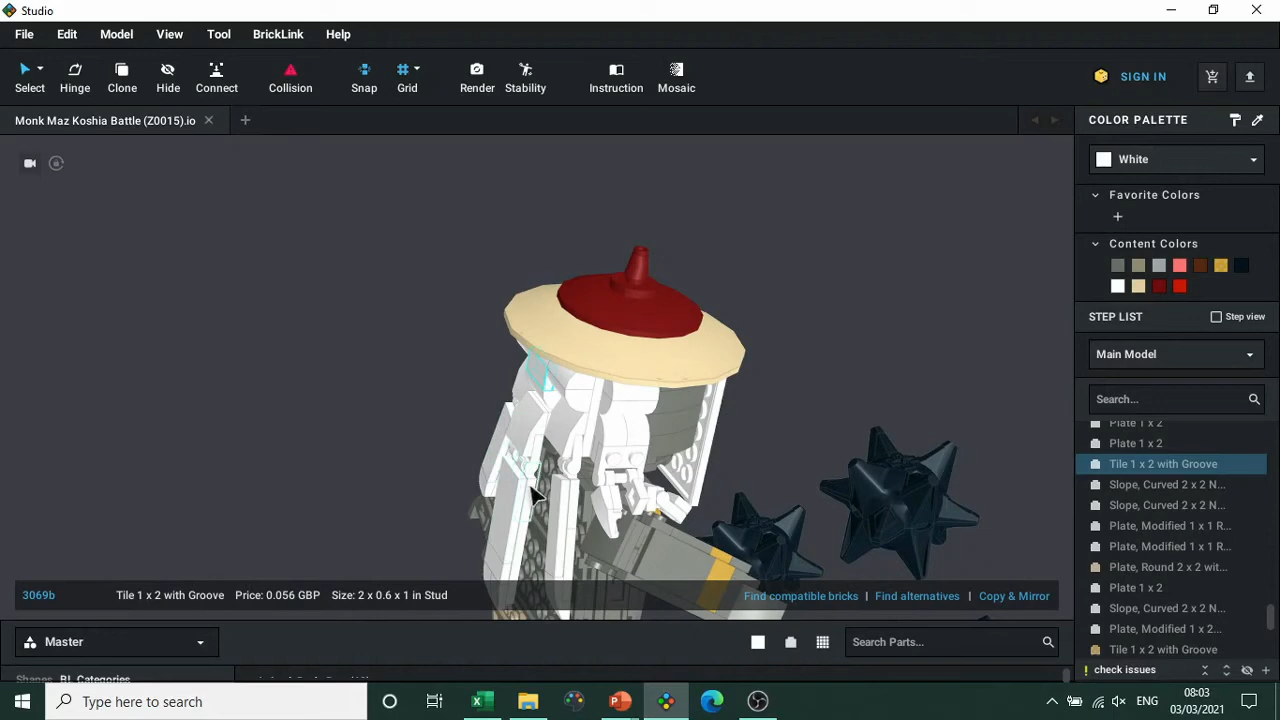 Studio
File Edit Model View Tool BrickLink Help
Select Hinge Clone Hide Connect Collision Snap Grid Render Stability Instruction Mosaic SIGN IN
Monk Maz Koshia Battle (Z0015).io
COLOR PALETTE
White
Favorite Colors
Content Colors
STEP LIST Step view
Main Model
Search...
Plate 1 x 2
Plate 1 x 2
Tile 1 x 2 with Groove
Slope, Curved 2 x 2 N...
Slope, Curved 2 x 2 N...
Plate, Modified 1 x 1 R...
Plate, Modified 1 x 1 R...
Plate, Round 2 x 2 wit...
Plate 1 x 2
Slope, Curved 2 x 2 N...
Plate, Modified 1 x 2...
Tile 1 x 2 with Groove
check issues
3069b Tile 1 x 2 with Groove Price: 0.056 GBP Size: 2 x 0.6 x 1 in Stud Find compatible bricks | Find alternatives | Copy & Mirror
Master Search Parts...
Shapes BL Categories
Type here to search
ENG
08:03
03/03/2021